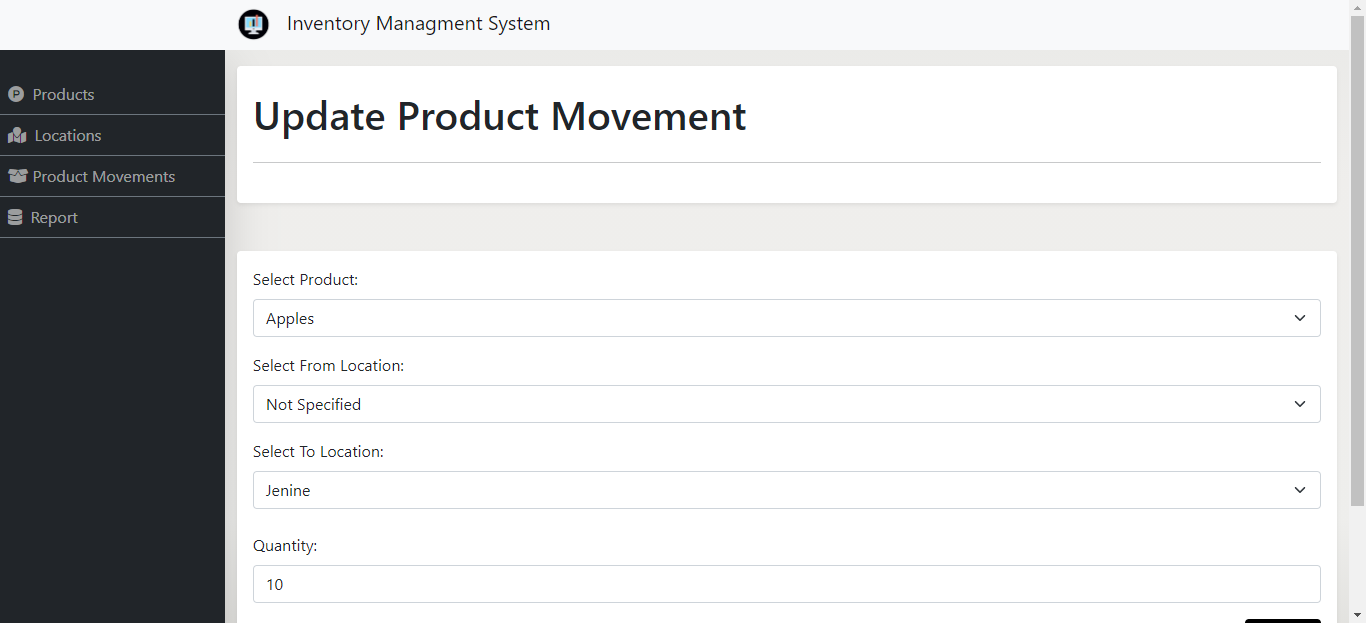 Inventory Managment System
Products
Locations
Product Movements
Report
Update Product Movement
Select Product:
Apples
Select From Location:
Not Specified
Select To Location:
Jenine
Quantity:
10